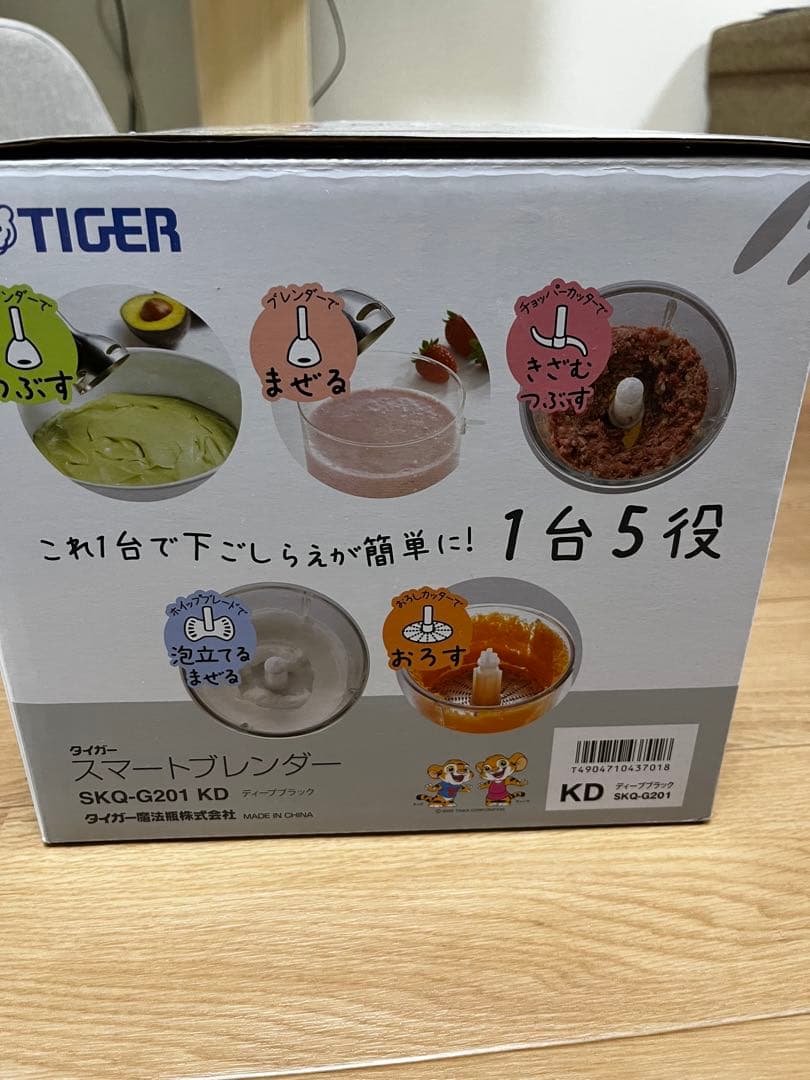 TIGER
ンダーで
つぶす
ブレンダーで
まぜる
チョッパーカッターで
きざむ
つぶす
これ1台で下ごしらえが簡単に! 1台5役
ホイップブレードで
泡立てる
まぜる
おろしカッターで
おろす
タイガー
スマートブレンダー
SKQ-G201 KD ディープブラック
タイガー魔法瓶株式会社 MADE IN CHINA
T4904710437018
KD ディープブラック
SKQ-G201